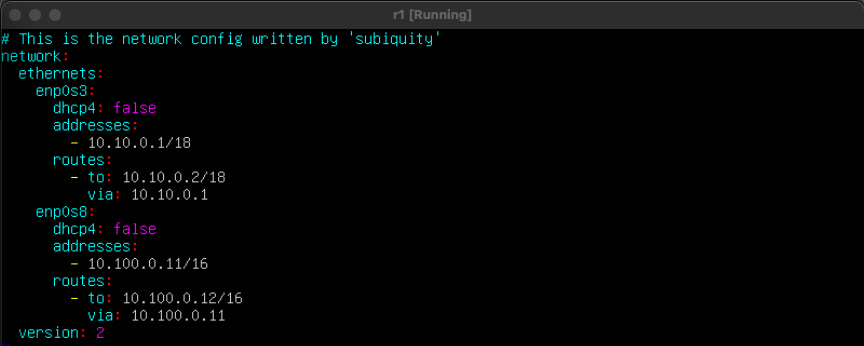 r1 [Running]
# This is the network config written by 'subiquity'
network:
  ethernets:
    enp0s3:
      dhcp4: false
      addresses:
        - 10.10.0.1/18
      routes:
        - to: 10.10.0.2/18
          via: 10.10.0.1
    enp0s8:
      dhcp4: false
      addresses:
        - 10.100.0.11/16
      routes:
        - to: 10.100.0.12/16
          via: 10.100.0.11
  version: 2